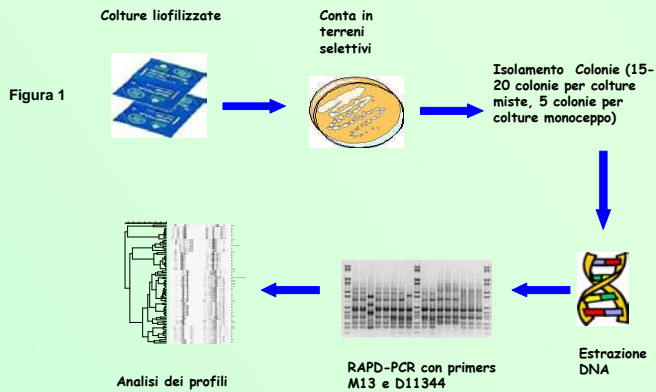 Colture liofilizzate
Conta in
terreni
selettivi
Figura 1
Isolamento Colonie (15-
20 colonie per colture
miste, 5 colonie per
colture monoceppo)
Estrazione
DNA
RAPD-PCR con primers
M13 e D11344
Analisi dei profili